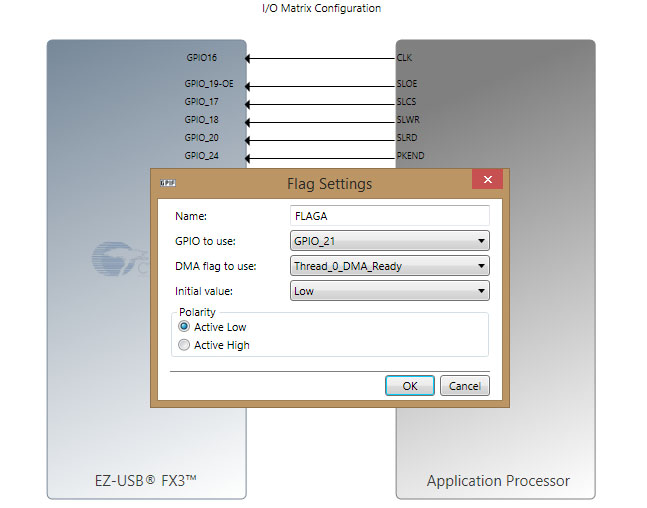 I/O Matrix Configuration
GPIO16 CLK
GPIO_19-OE SLOE
GPIO_17 SLCS
GPIO_18 SLWR
GPIO_20 SLRD
GPIO_24 PKEND
GPIF Flag Settings
Name: FLAGA
GPIO to use: GPIO_21
DMA flag to use: Thread_0_DMA_Ready
Initial value: Low
Polarity
Active Low
Active High
OK Cancel
EZ-USB® FX3™ Application Processor